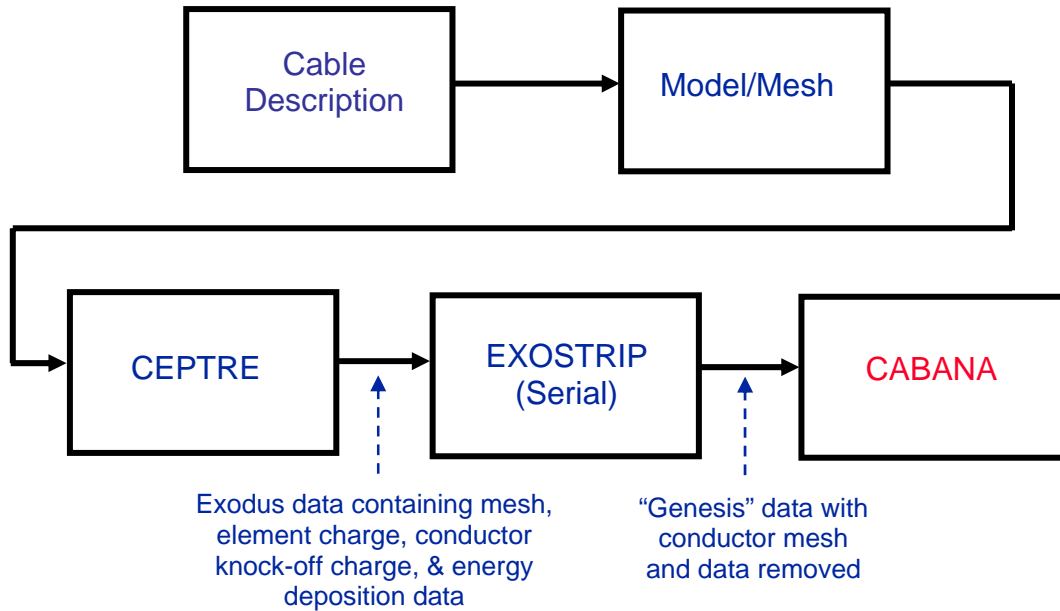 Cable
Description
Model/Mesh
CEPTRE
EXOSTRIP
(Serial)
CABANA
Exodus data containing mesh,
element charge, conductor
knock-off charge, & energy
deposition data
“Genesis” data with
conductor mesh
and data removed